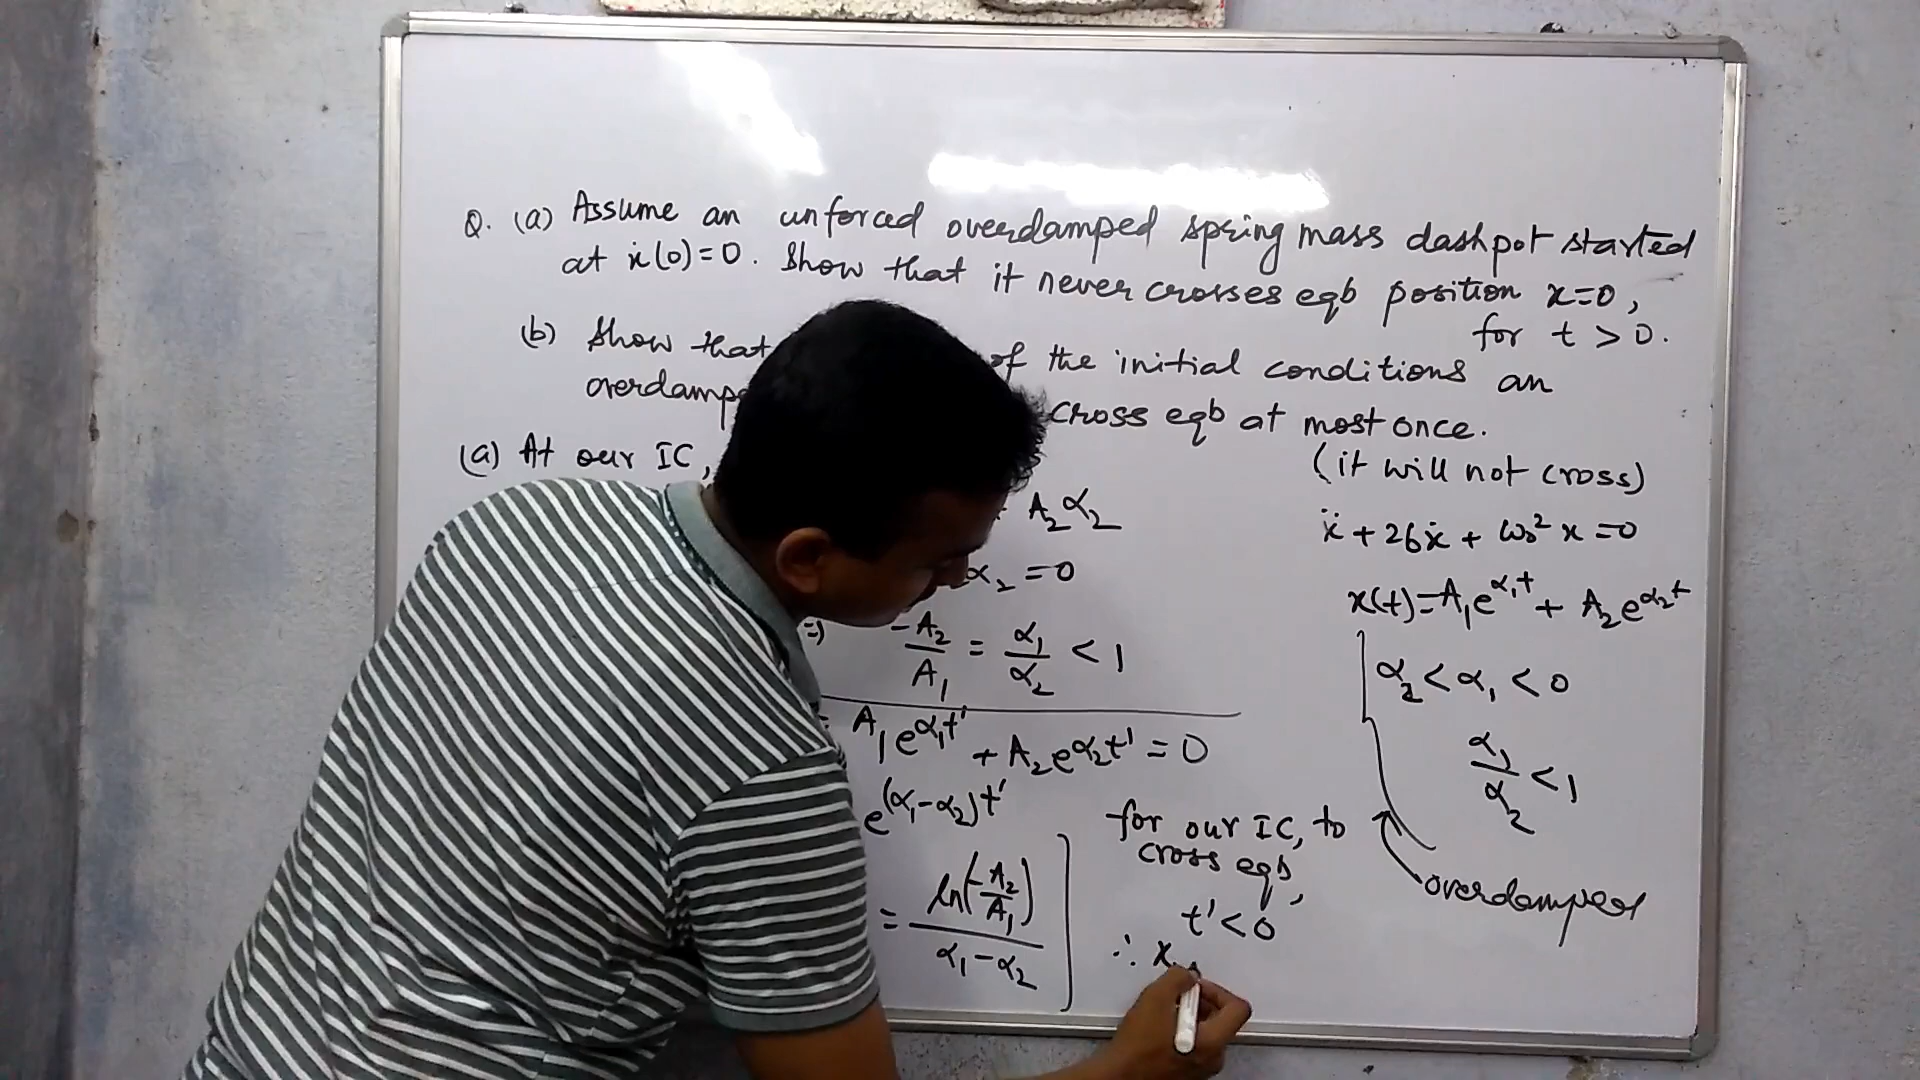 Q. (a) Assume an unforced overdamped spring mass dashpot started
at ẋ(0)=0. Show that it never crosses eqb position x=0,
for t > 0.
(b) Show that of the initial conditions an
overdamp cross eqb at most once.
(it will not cross)
(a) At our IC,
A₂α₂
α₂ = 0
=) -A₂/A₁ = α₁/α₂ < 1
= A₁e^α₁t' + A₂e^α₂t' = 0
e^(α₁-α₂)t'
= ln(-A₂/A₁)/(α₁-α₂)
for our IC, to
cross eqb,
t' < 0
∴ x
ẍ + 2bẋ + ω₀² x = 0
x(t) = A₁e^α₁t + A₂e^α₂t
α₂ < α₁ < 0
α₁/α₂ < 1
overdamped